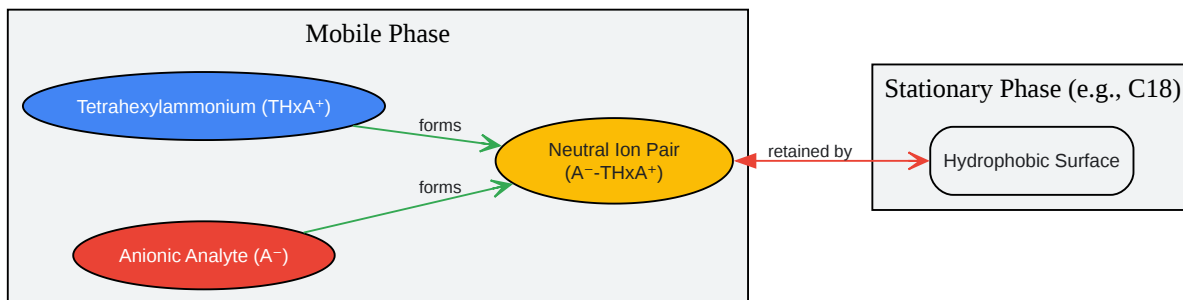 Mobile Phase
Tetrahexylammonium (THxA⁺)
forms
Neutral Ion Pair
(A⁻-THxA⁺)
forms
Anionic Analyte (A⁻)
retained by
Stationary Phase (e.g., C18)
Hydrophobic Surface